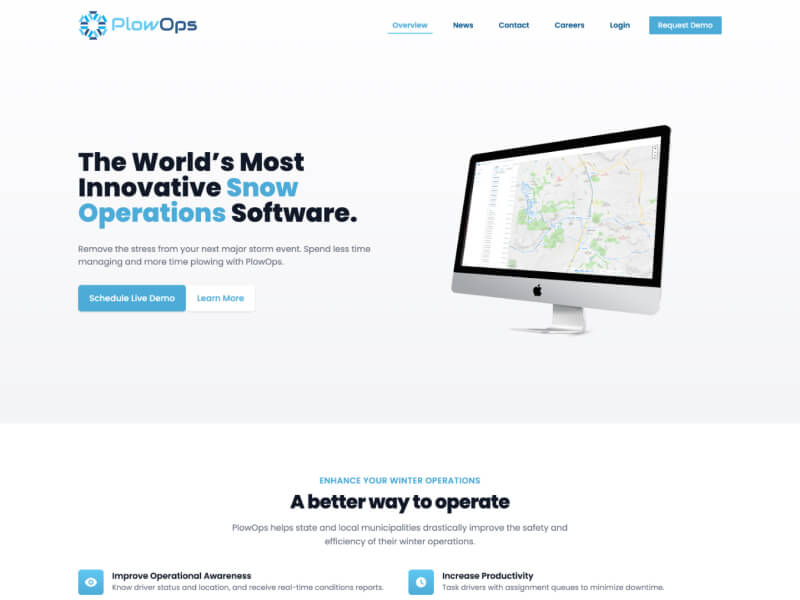 PlowOps
Overview
News
Contact
Careers
Login
Request Demo
The World's Most
Innovative Snow
Operations Software.
Remove the stress from your next major storm event. Spend less time
managing and more time plowing with PlowOps.
Schedule Live Demo
Learn More
ENHANCE YOUR WINTER OPERATIONS
A better way to operate
PlowOps helps state and local municipalities drastically improve the safety and
efficiency of their winter operations.
Improve Operational Awareness
Know driver status and location, and receive real-time conditions reports.
Increase Productivity
Task drivers with assignment queues to minimize downtime.